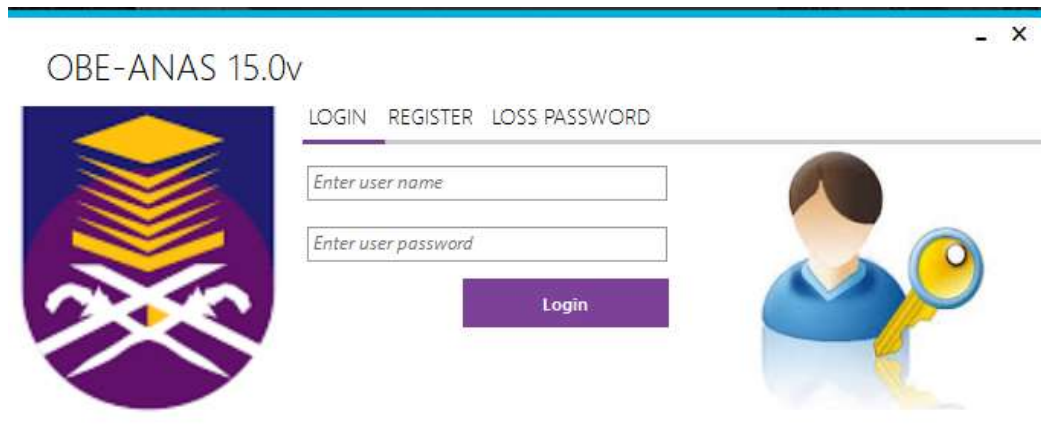 OBE-ANAS 15.0v
LOGIN REGISTER LOSS PASSWORD
Enter user name
Enter user password
Login